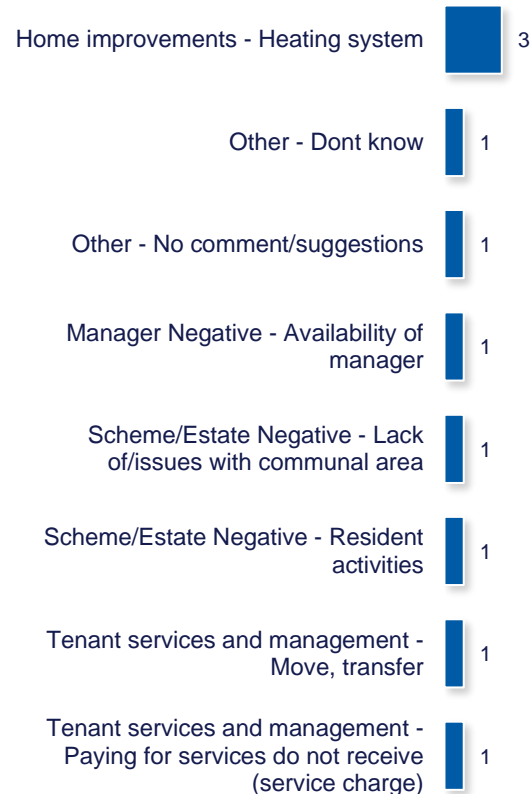 Home improvements - Heating system 3
Other - Dont know 1
Other - No comment/suggestions 1
Manager Negative - Availability of
manager 1
Scheme/Estate Negative - Lack
of/issues with communal area 1
Scheme/Estate Negative - Resident
activities 1
Tenant services and management -
Move, transfer 1
Tenant services and management -
Paying for services do not receive
(service charge) 1